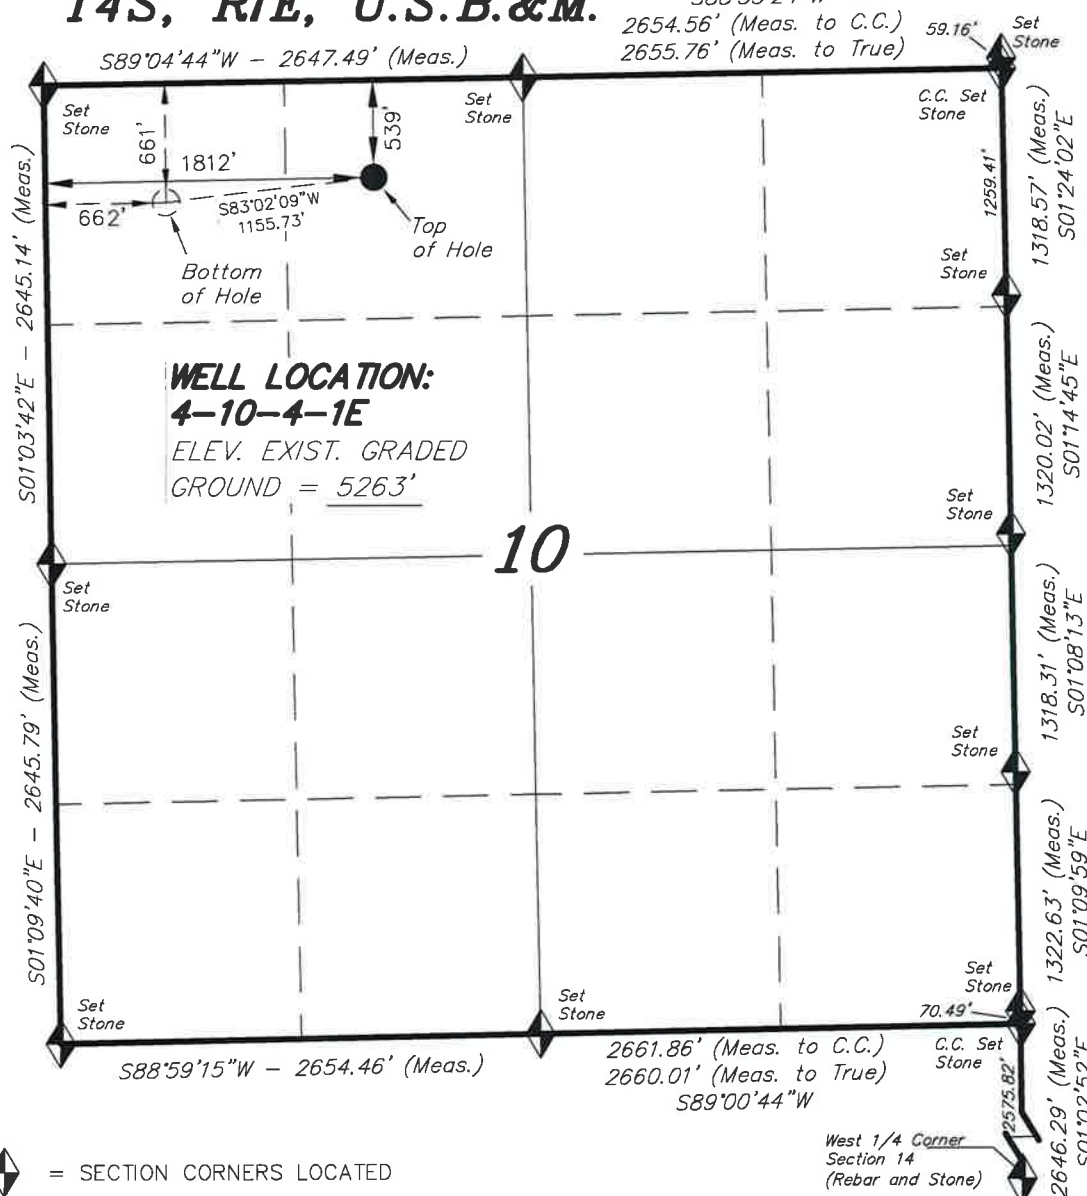 T4S, R1E, U.S.B.&M.
2654.56' (Meas. to C.C.)
2655.76' (Meas. to True)
S89°04'44"W - 2647.49' (Meas.)
59.16'
Set
Stone
Set
Stone
Set
Stone
C.C. Set
Stone
661'
539'
1812'
662'
S83°02'09"W
1155.73'
Top
of Hole
Bottom
of Hole
1259.41'
1318.57' (Meas.)
S01°24'02"E
S01°03'42"E - 2645.14' (Meas.)
Set
Stone
WELL LOCATION:
4-10-4-1E
ELEV. EXIST. GRADED
GROUND = 5263'
1320.02' (Meas.)
S01°14'45"E
Set
Stone
10
Set
Stone
1318.31' (Meas.)
S01°08'13"E
S01°09'40"E - 2645.79' (Meas.)
Set
Stone
1322.63' (Meas.)
S01°09'59"E
Set
Stone
Set
Stone
Set
Stone
70.49'
C.C. Set
Stone
S88°59'15"W - 2654.46' (Meas.)
2661.86' (Meas. to C.C.)
2660.01' (Meas. to True)
S89°00'44"W
2575.82'
2646.29' (Meas.)
S01°02'52"E
West 1/4 Corner
Section 14
(Rebar and Stone)
= SECTION CORNERS LOCATED